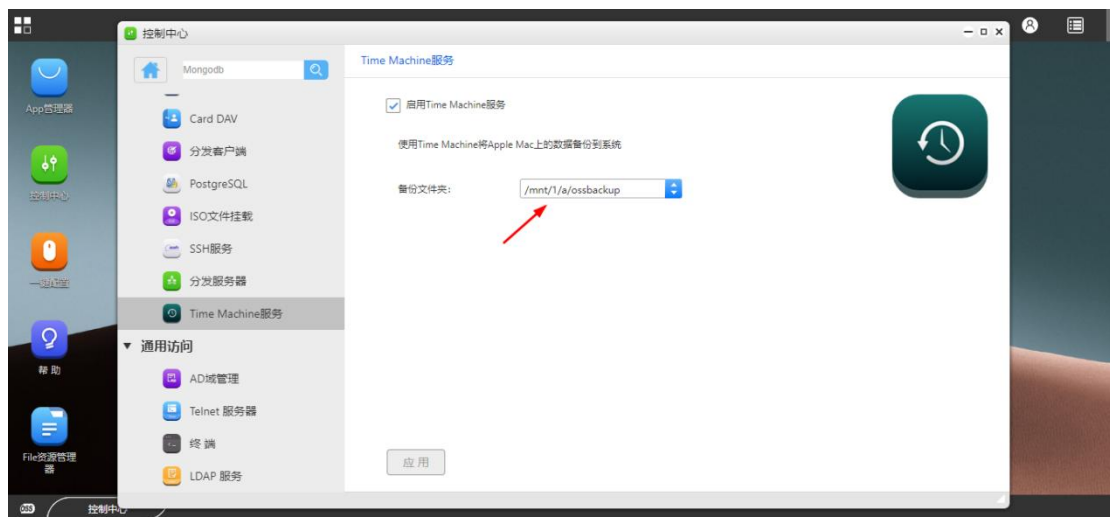 控制中心
Mongodb
Time Machine服务
App管理器
控制中心
一键配置
帮 助
File资源管理
器
Card DAV
分发客户端
PostgreSQL
ISO文件挂载
SSH服务
分发服务器
Time Machine服务
通用访问
AD域管理
Telnet 服务器
终 端
LDAP 服务
启用Time Machine服务
使用Time Machine将Apple Mac上的数据备份到系统
备份文件夹：
/mnt/1/a/ossbackup
应 用
控制中心